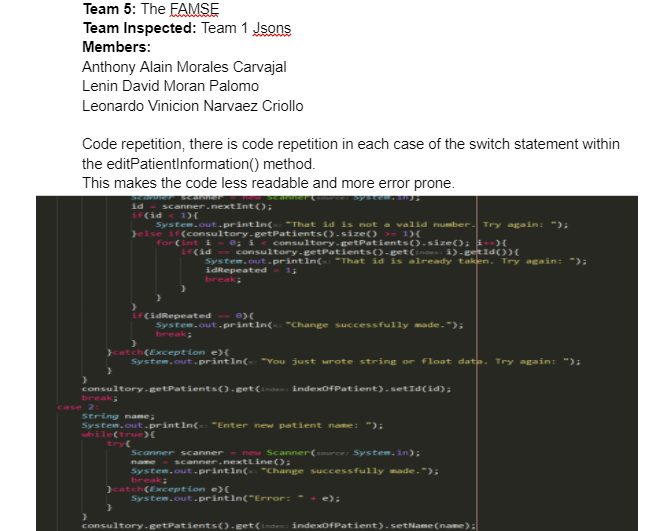 Team 5: The FAMSE
Team Inspected: Team 1 Jsons
Members:
Anthony Alain Morales Carvajal
Lenin David Moran Palomo
Leonardo Vinicion Narvaez Criollo
Code repetition, there is code repetition in each case of the switch statement within
the editPatientInformation() method.
This makes the code less readable and more error prone.
Scanner scanner = new Scanner(source: System.in);
id = scanner.nextInt();
if(id < 1){
System.out.println(x: "That id is not a valid number. Try again: ");
}else if(consultory.getPatients().size() >= 1){
for(int i = 0; i < consultory.getPatients().size(); i++){
if(id == consultory.getPatients().get(index: i).getId()){
System.out.println(x: "That id is already taken. Try again: ");
idRepeated = 1;
break;
}
}
}
if(idRepeated == 0){
System.out.println(x: "Change successfully made.");
break;
}
}catch(Exception e){
System.out.println(x: "You just wrote string or float data. Try again: ");
}
}
consultory.getPatients().get(index: indexOfPatient).setId(id);
break;
case 2:
String name;
System.out.println(x: "Enter new patient name: ");
while(true){
try{
Scanner scanner = new Scanner(source: System.in);
name = scanner.nextLine();
System.out.println(x: "Change successfully made.");
break;
}catch(Exception e){
System.out.println("Error: " + e);
}
}
consultory.getPatients().get(index: indexOfPatient).setName(name);